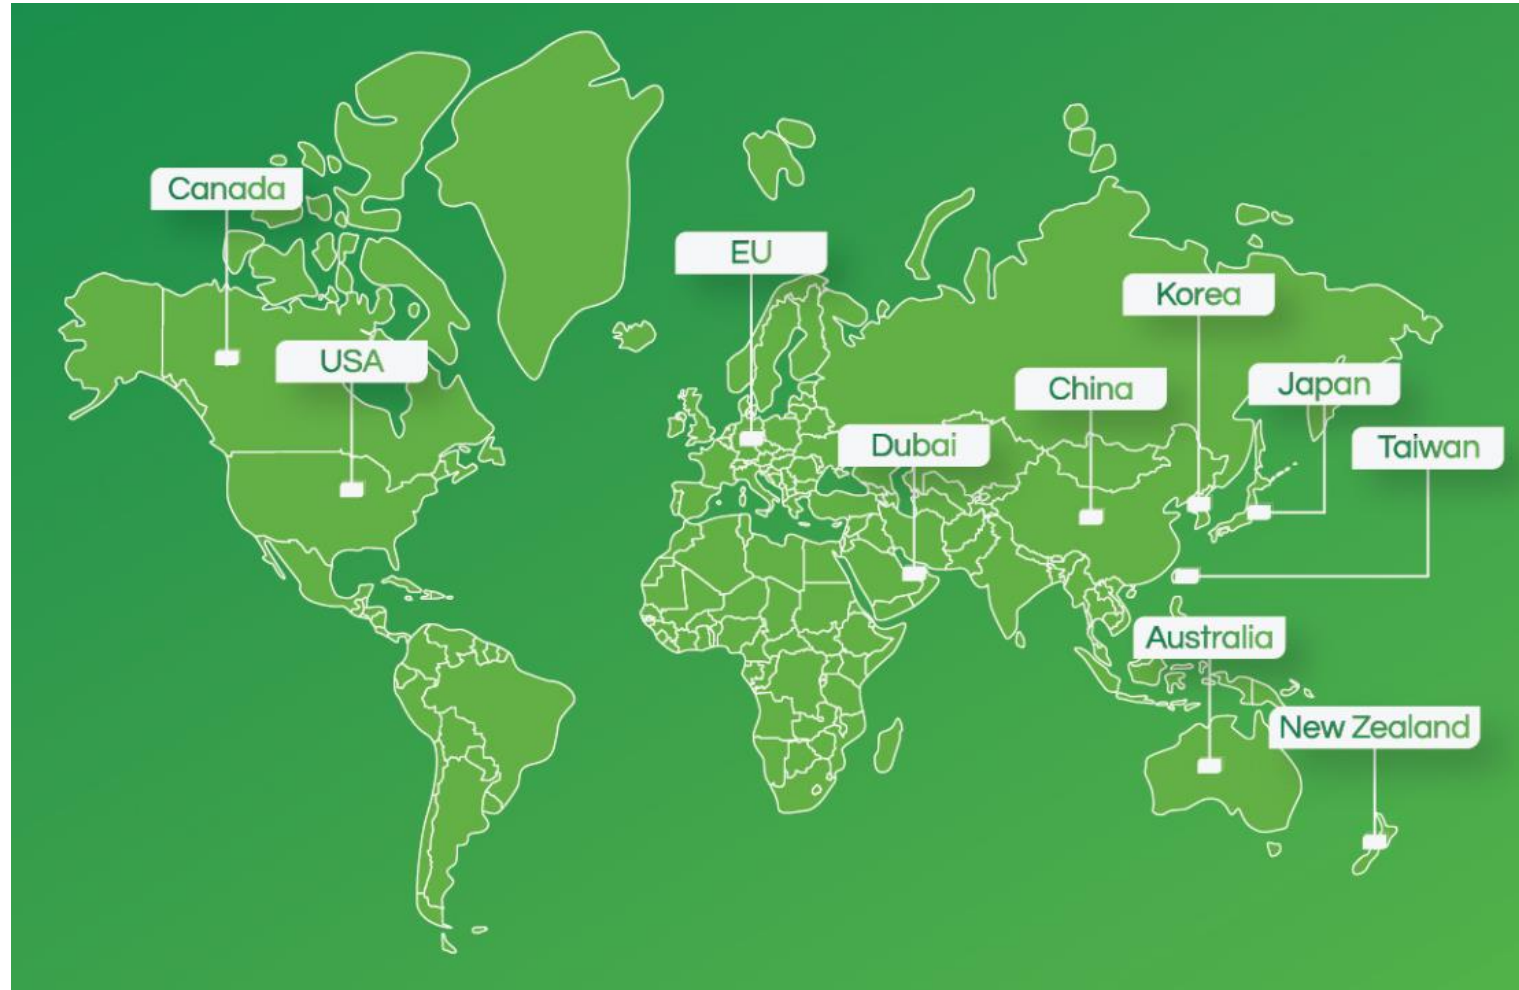 Canada
EU
Korea
USA
China
Japan
Dubai
Taiwan
Australia
New Zealand